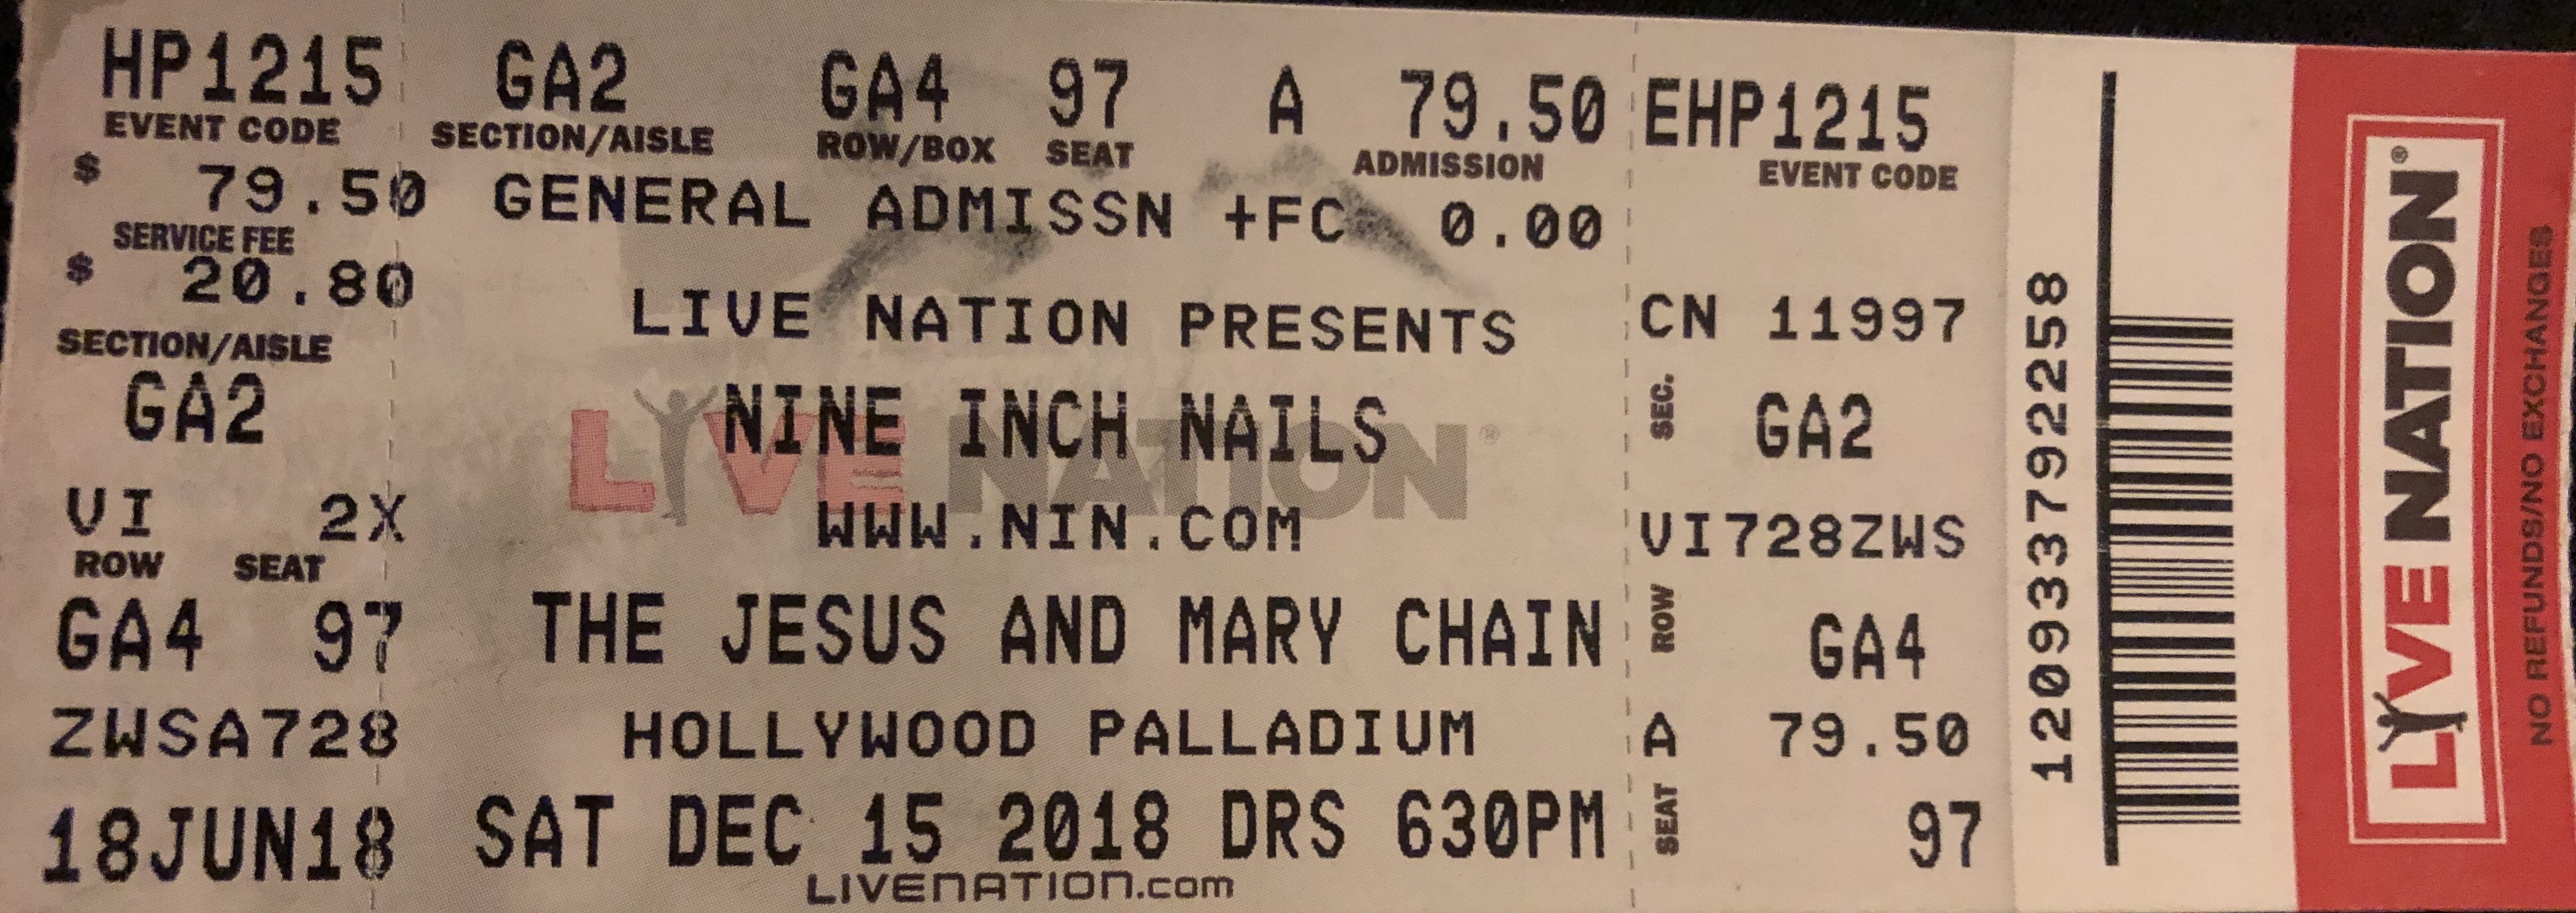 HP1215
EVENT CODE
$ 79.50
SERVICE FEE
$ 20.80
SECTION/AISLE
GA2
VI 2X
ROW SEAT
GA4 97
ZWSA728
18JUN18
GA2 GA4 97 A 79.50
SECTION/AISLE ROW/BOX SEAT ADMISSION
GENERAL ADMISSN +FC 0.00
LIVE NATION PRESENTS
LIVE NATION®
NINE INCH NAILS
WWW.NIN.COM
THE JESUS AND MARY CHAIN
HOLLYWOOD PALLADIUM
SAT DEC 15 2018 DRS 630PM
LIVENATION.com
EHP1215
EVENT CODE
CN 11997
SEC. GA2
VI728ZWS
ROW GA4
A 79.50
SEAT 97
120933792258
LIVE NATION®
NO REFUNDS/NO EXCHANGES